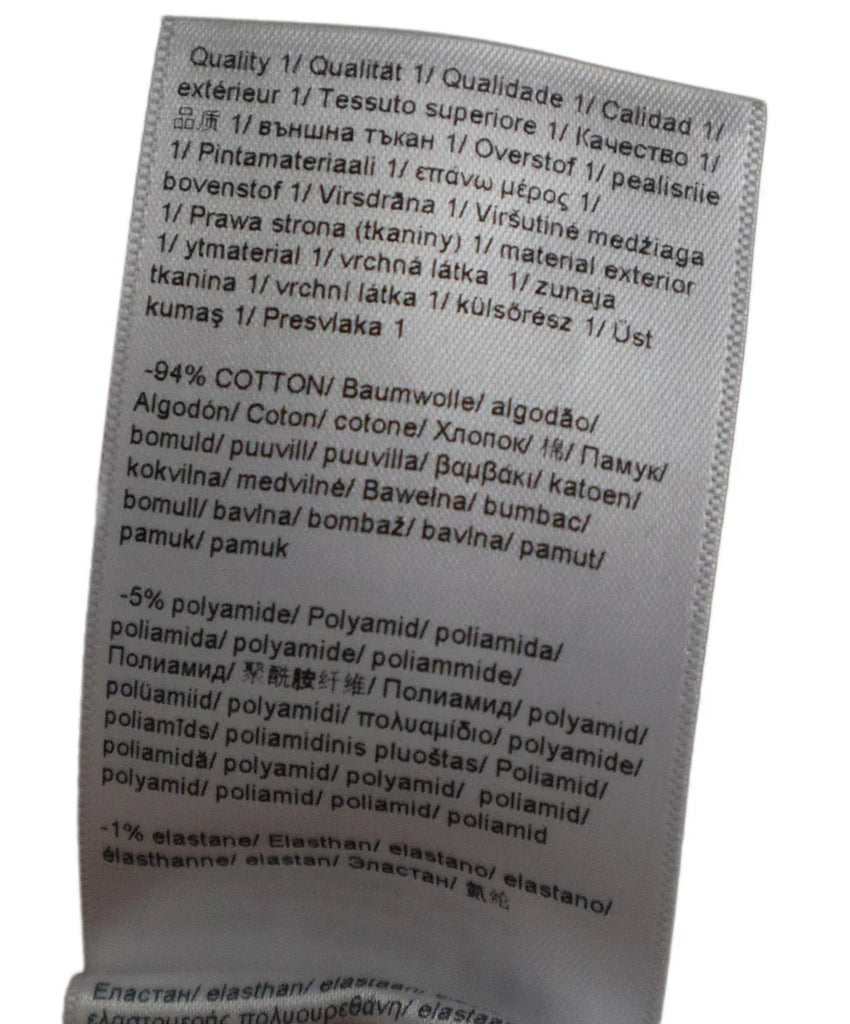 Quality 1/ Qualität 1/ Qualidade 1/ Calidad 1/
extérieur 1/ Tessuto superiore 1/ Качество 1/
品质 1/ външна тъкан 1/ Overstof 1/ pealisriie
1/ Pintamateriaali 1/ επάνω μέρος 1/
bovenstof 1/ Virsdrāna 1/ Viršutinė medžiaga
1/ Prawa strona (tkaniny) 1/ material exterior
1/ ytmaterial 1/ vrchná látka 1/ zunaja
tkanina 1/ vrchní látka 1/ külsőrész 1/ Üst
kumaş 1/ Presvlaka 1
-94% COTTON/ Baumwolle/ algodão/
Algodón/ Coton/ cotone/ Хлопок/ 棉/ Памук/
bomuld/ puuvill/ puuvilla/ βαμβάκι/ katoen/
kokvilna/ medvilnė/ Bawełna/ bumbac/
bomull/ bavlna/ bombaž/ bavlna/ pamut/
pamuk/ pamuk
-5% polyamide/ Polyamid/ poliamida/
poliamida/ polyamide/ poliammide/
Полиамид/ 聚酰胺纤维/ Полиамид/ polyamid/
polüamiid/ polyamidi/ πολυαμίδιο/ polyamide/
poliamīds/ poliamidinis pluoštas/ Poliamid/
poliamidă/ polyamid/ polyamid/ poliamid/
polyamid/ poliamid/ poliamid/ poliamid
-1% elastane/ Elasthan/ elastano/ elastano/
élasthanne/ elastan/ Эластан/ 氨纶
Еластан/ elasthan/ elastaan/
ελαστομερής πολυουρεθάνη/